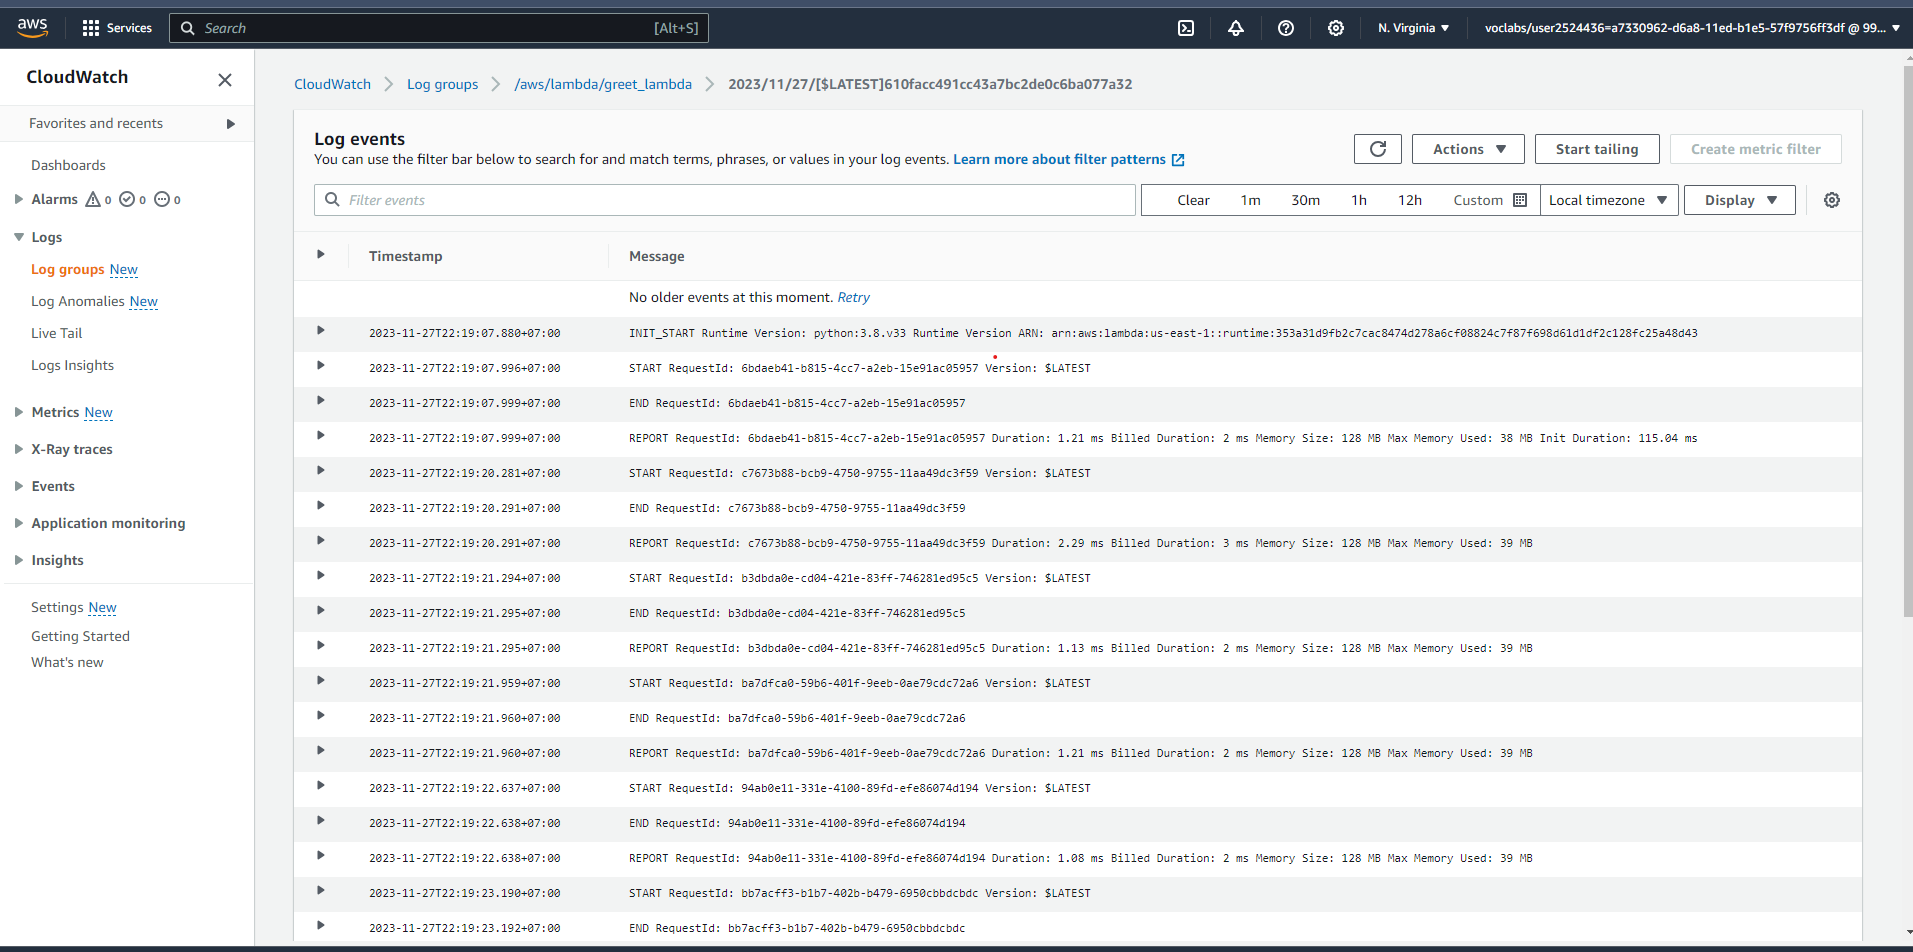 aws Services Search [Alt+S] N. Virginia voclabs/user2524436=a7330962-d6a8-11ed-b1e5-57f9756ff3df @ 99...
CloudWatch
Favorites and recents
Dashboards
Alarms 0 0 0
Logs
Log groups New
Log Anomalies New
Live Tail
Logs Insights
Metrics New
X-Ray traces
Events
Application monitoring
Insights
Settings New
Getting Started
What's new
CloudWatch Log groups /aws/lambda/greet_lambda 2023/11/27/[$LATEST]610facc491cc43a7bc2de0c6ba077a32
Log events
You can use the filter bar below to search for and match terms, phrases, or values in your log events. Learn more about filter patterns
Actions Start tailing Create metric filter
Filter events Clear 1m 30m 1h 12h Custom Local timezone Display
Timestamp Message
No older events at this moment. Retry
2023-11-27T22:19:07.880+07:00 INIT_START Runtime Version: python:3.8.v33 Runtime Version ARN: arn:aws:lambda:us-east-1::runtime:353a31d9fb2c7cac8474d278a6cf08824c7f87f698d61d1df2c128fc25a48d43
2023-11-27T22:19:07.996+07:00 START RequestId: 6bdaeb41-b815-4cc7-a2eb-15e91ac05957 Version: $LATEST
2023-11-27T22:19:07.999+07:00 END RequestId: 6bdaeb41-b815-4cc7-a2eb-15e91ac05957
2023-11-27T22:19:07.999+07:00 REPORT RequestId: 6bdaeb41-b815-4cc7-a2eb-15e91ac05957 Duration: 1.21 ms Billed Duration: 2 ms Memory Size: 128 MB Max Memory Used: 38 MB Init Duration: 115.04 ms
2023-11-27T22:19:20.281+07:00 START RequestId: c7673b88-bcb9-4750-9755-11aa49dc3f59 Version: $LATEST
2023-11-27T22:19:20.291+07:00 END RequestId: c7673b88-bcb9-4750-9755-11aa49dc3f59
2023-11-27T22:19:20.291+07:00 REPORT RequestId: c7673b88-bcb9-4750-9755-11aa49dc3f59 Duration: 2.29 ms Billed Duration: 3 ms Memory Size: 128 MB Max Memory Used: 39 MB
2023-11-27T22:19:21.294+07:00 START RequestId: b3dbda0e-cd04-421e-83ff-746281ed95c5 Version: $LATEST
2023-11-27T22:19:21.295+07:00 END RequestId: b3dbda0e-cd04-421e-83ff-746281ed95c5
2023-11-27T22:19:21.295+07:00 REPORT RequestId: b3dbda0e-cd04-421e-83ff-746281ed95c5 Duration: 1.13 ms Billed Duration: 2 ms Memory Size: 128 MB Max Memory Used: 39 MB
2023-11-27T22:19:21.959+07:00 START RequestId: ba7dfca0-59b6-401f-9eeb-0ae79cdc72a6 Version: $LATEST
2023-11-27T22:19:21.960+07:00 END RequestId: ba7dfca0-59b6-401f-9eeb-0ae79cdc72a6
2023-11-27T22:19:21.960+07:00 REPORT RequestId: ba7dfca0-59b6-401f-9eeb-0ae79cdc72a6 Duration: 1.21 ms Billed Duration: 2 ms Memory Size: 128 MB Max Memory Used: 39 MB
2023-11-27T22:19:22.637+07:00 START RequestId: 94ab0e11-331e-4100-89fd-efe86074d194 Version: $LATEST
2023-11-27T22:19:22.638+07:00 END RequestId: 94ab0e11-331e-4100-89fd-efe86074d194
2023-11-27T22:19:22.638+07:00 REPORT RequestId: 94ab0e11-331e-4100-89fd-efe86074d194 Duration: 1.08 ms Billed Duration: 2 ms Memory Size: 128 MB Max Memory Used: 39 MB
2023-11-27T22:19:23.190+07:00 START RequestId: bb7acff3-b1b7-402b-b479-6950cbbdcbdc Version: $LATEST
2023-11-27T22:19:23.192+07:00 END RequestId: bb7acff3-b1b7-402b-b479-6950cbbdcbdc